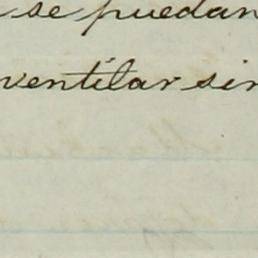 se puedan
ventilar sin